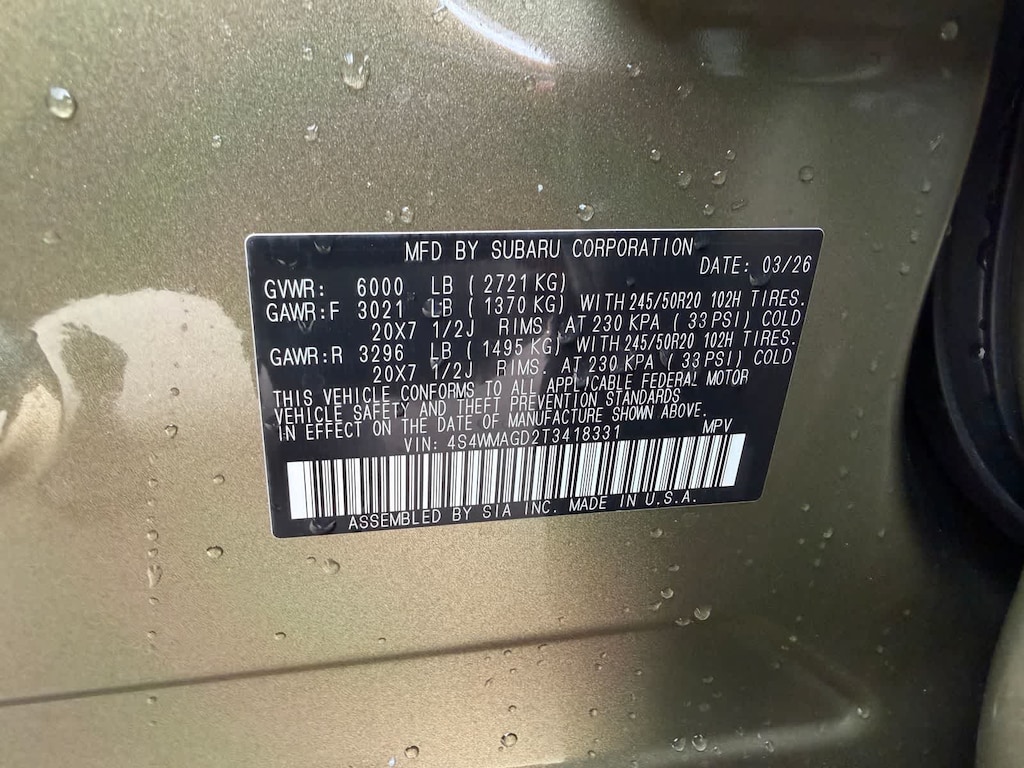 MFD BY SUBARU CORPORATION
DATE: 03/26
GVWR: 6000 LB ( 2721 KG)
GAWR:F 3021 LB ( 1370 KG) WITH 245/50R20 102H TIRES.
20X7 1/2J RIMS. AT 230 KPA ( 33 PSI) COLD
GAWR:R 3296 LB ( 1495 KG) WITH 245/50R20 102H TIRES.
20X7 1/2J RIMS. AT 230 KPA ( 33 PSI) COLD
THIS VEHICLE CONFORMS TO ALL APPLICABLE FEDERAL MOTOR
VEHICLE SAFETY AND THEFT PREVENTION STANDARDS
IN EFFECT ON THE DATE OF MANUFACTURE SHOWN ABOVE.
VIN: 4S4WMAGD2T3418331 MPV
ASSEMBLED BY SIA INC. MADE IN U.S.A.